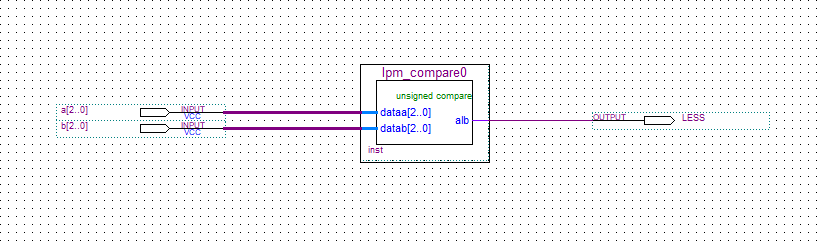 lpm_compare0
unsigned compare
a[2..0]
INPUT
VCC
dataa[2..0]
b[2..0]
INPUT
VCC
datab[2..0]
alb
OUTPUT
LESS
inst